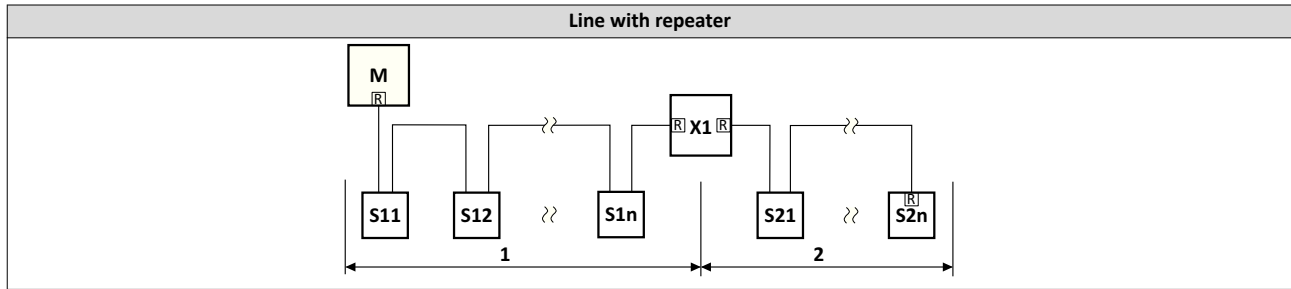 Line with repeater
M
R
R X1 R
R
S11 S12 S1n S21 S2n
1 2